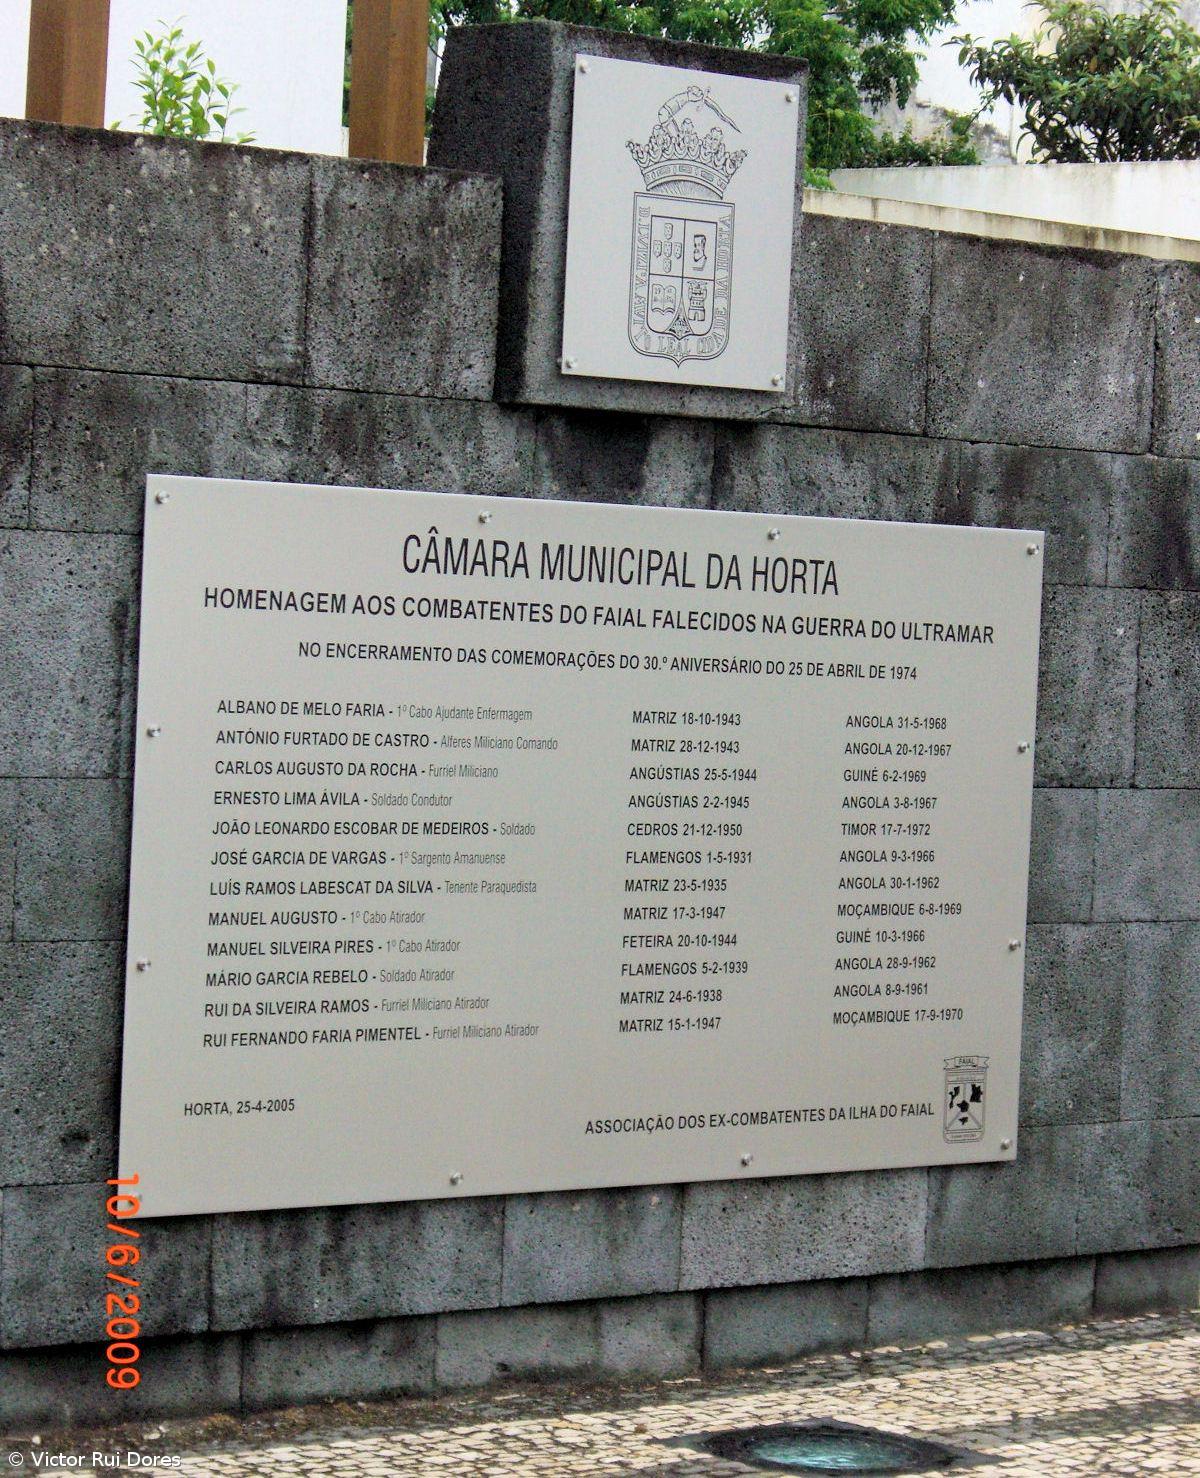 D. LUIZ Iº A MUITO LEAL CIDADE DA HORTA
CÂMARA MUNICIPAL DA HORTA
HOMENAGEM AOS COMBATENTES DO FAIAL FALECIDOS NA GUERRA DO ULTRAMAR
NO ENCERRAMENTO DAS COMEMORAÇÕES DO 30.º ANIVERSÁRIO DO 25 DE ABRIL DE 1974
ALBANO DE MELO FARIA - 1º Cabo Ajudante Enfermagem MATRIZ 18-10-1943 ANGOLA 31-5-1968
ANTÓNIO FURTADO DE CASTRO - Alferes Miliciano Comando MATRIZ 28-12-1943 ANGOLA 20-12-1967
CARLOS AUGUSTO DA ROCHA - Furriel Miliciano ANGÚSTIAS 25-5-1944 GUINÉ 6-2-1969
ERNESTO LIMA ÁVILA - Soldado Condutor ANGÚSTIAS 2-2-1945 ANGOLA 3-8-1967
JOÃO LEONARDO ESCOBAR DE MEDEIROS - Soldado CEDROS 21-12-1950 TIMOR 17-7-1972
JOSÉ GARCIA DE VARGAS - 1º Sargento Amanuense FLAMENGOS 1-5-1931 ANGOLA 9-3-1966
LUÍS RAMOS LABESCAT DA SILVA - Tenente Paraquedista MATRIZ 23-5-1935 ANGOLA 30-1-1962
MANUEL AUGUSTO - 1º Cabo Atirador MATRIZ 17-3-1947 MOÇAMBIQUE 6-8-1969
MANUEL SILVEIRA PIRES - 1º Cabo Atirador FETEIRA 20-10-1944 GUINÉ 10-3-1966
MÁRIO GARCIA REBELO - Soldado Atirador FLAMENGOS 5-2-1939 ANGOLA 28-9-1962
RUI DA SILVEIRA RAMOS - Furriel Miliciano Atirador MATRIZ 24-6-1938 ANGOLA 8-9-1961
RUI FERNANDO FARIA PIMENTEL - Furriel Miliciano Atirador MATRIZ 15-1-1947 MOÇAMBIQUE 17-9-1970
HORTA, 25-4-2005
ASSOCIAÇÃO DOS EX-COMBATENTES DA ILHA DO FAIAL
FAIAL
10/6/2009
© Victor Rui Dores